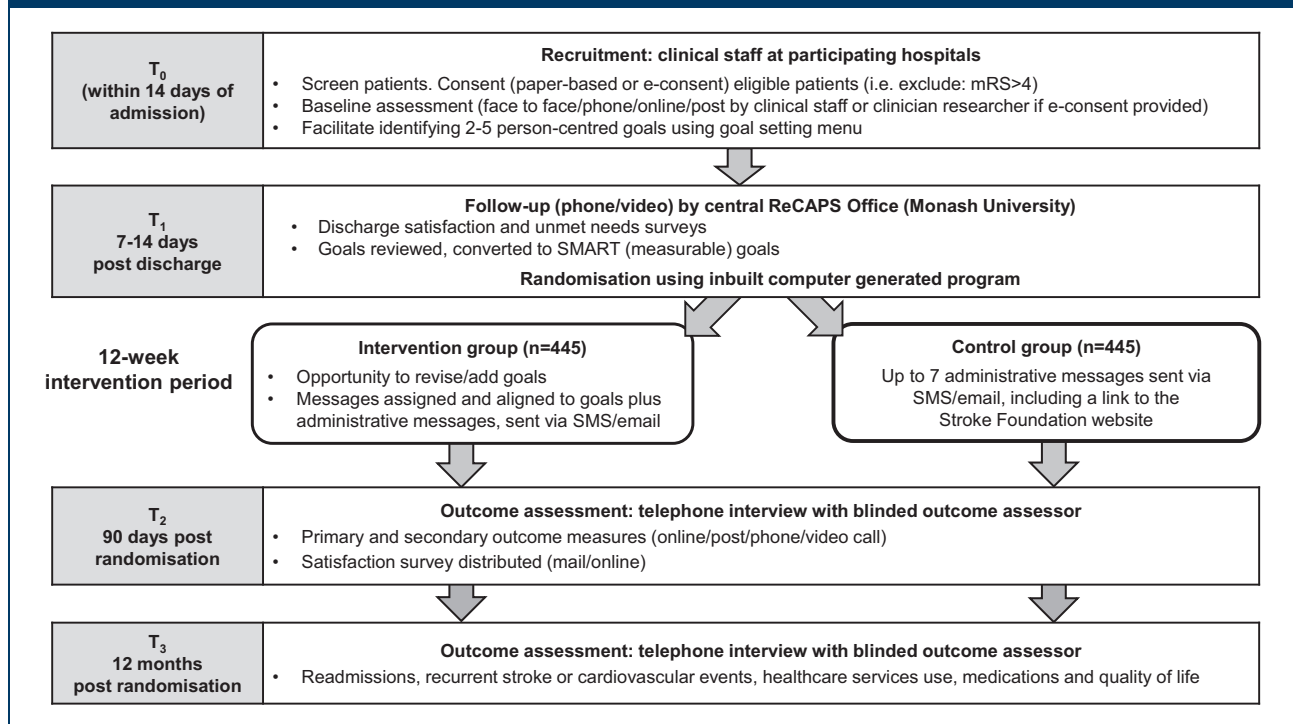 T0
(within 14 days of
admission)
Recruitment: clinical staff at participating hospitals
• Screen patients. Consent (paper-based or e-consent) eligible patients (i.e. exclude: mRS>4)
• Baseline assessment (face to face/phone/online/post by clinical staff or clinician researcher if e-consent provided)
• Facilitate identifying 2-5 person-centred goals using goal setting menu
T1
7-14 days
post discharge
Follow-up (phone/video) by central ReCAPS Office (Monash University)
• Discharge satisfaction and unmet needs surveys
• Goals reviewed, converted to SMART (measurable) goals
Randomisation using inbuilt computer generated program
12-week
intervention period
Intervention group (n=445)
• Opportunity to revise/add goals
• Messages assigned and aligned to goals plus
administrative messages, sent via SMS/email
Control group (n=445)
Up to 7 administrative messages sent via
SMS/email, including a link to the
Stroke Foundation website
T2
90 days post
randomisation
Outcome assessment: telephone interview with blinded outcome assessor
• Primary and secondary outcome measures (online/post/phone/video call)
• Satisfaction survey distributed (mail/online)
T3
12 months
post randomisation
Outcome assessment: telephone interview with blinded outcome assessor
• Readmissions, recurrent stroke or cardiovascular events, healthcare services use, medications and quality of life